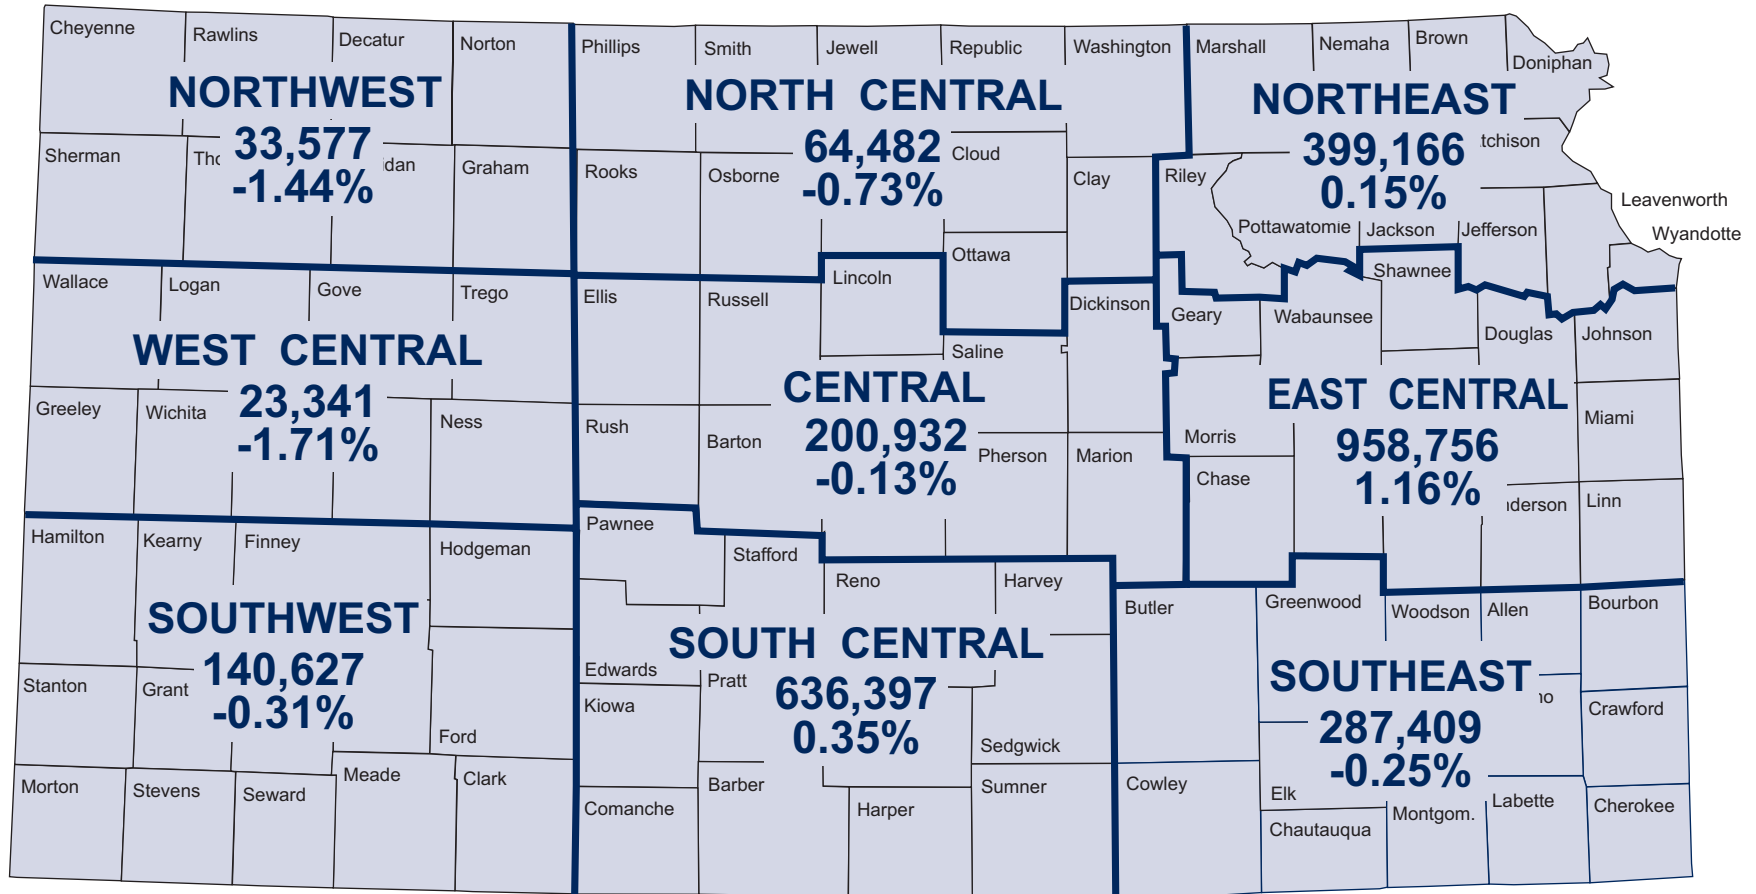 Cheyenne
Rawlins
Decatur
Norton
Phillips
Smith
Jewell
Republic
Washington
Marshall
Nemaha
Brown
Doniphan
NORTHWEST
33,577
-1.44%
NORTH CENTRAL
64,482
-0.73%
NORTHEAST
399,166
0.15%
Sherman
Graham
Rooks
Osborne
Cloud
Clay
Riley
Pottawatomie
Jackson
Jefferson
Leavenworth
Wyandotte
Wallace
Logan
Gove
Trego
Ellis
Russell
Lincoln
Ottawa
Dickinson
Geary
Wabaunsee
Shawnee
Douglas
Johnson
WEST CENTRAL
23,341
-1.71%
Saline
CENTRAL
200,932
-0.13%
EAST CENTRAL
958,756
1.16%
Greeley
Wichita
Ness
Rush
Barton
Pherson
Marion
Morris
Chase
Miami
Linn
Hamilton
Kearny
Finney
Hodgeman
Pawnee
Stafford
Reno
Harvey
Butler
Greenwood
Woodson
Allen
Bourbon
SOUTHWEST
140,627
-0.31%
SOUTH CENTRAL
636,397
0.35%
SOUTHEAST
287,409
-0.25%
Stanton
Grant
Ford
Edwards
Pratt
Kiowa
Sedgwick
Crawford
Morton
Stevens
Seward
Meade
Clark
Comanche
Barber
Harper
Sumner
Cowley
Elk
Chautauqua
Montgom.
Labette
Cherokee